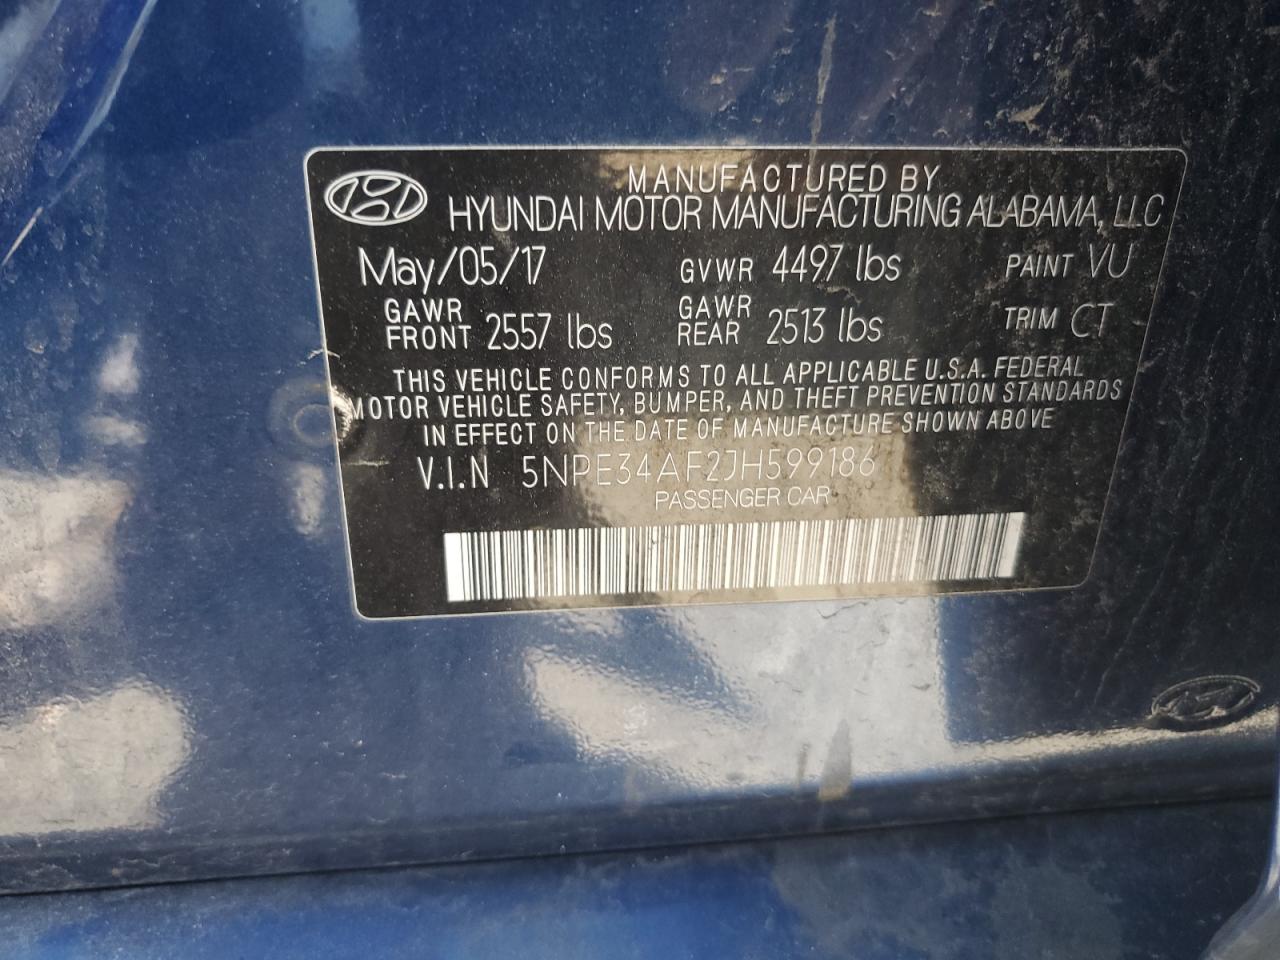 MANUFACTURED BY
HYUNDAI MOTOR MANUFACTURING ALABAMA, LLC
May/05/17 GVWR 4497 lbs PAINT VU
GAWR FRONT 2557 lbs GAWR REAR 2513 lbs TRIM CT
THIS VEHICLE CONFORMS TO ALL APPLICABLE U.S.A. FEDERAL
MOTOR VEHICLE SAFETY, BUMPER, AND THEFT PREVENTION STANDARDS
IN EFFECT ON THE DATE OF MANUFACTURE SHOWN ABOVE
V.I.N 5NPE34AF2JH599186
PASSENGER CAR